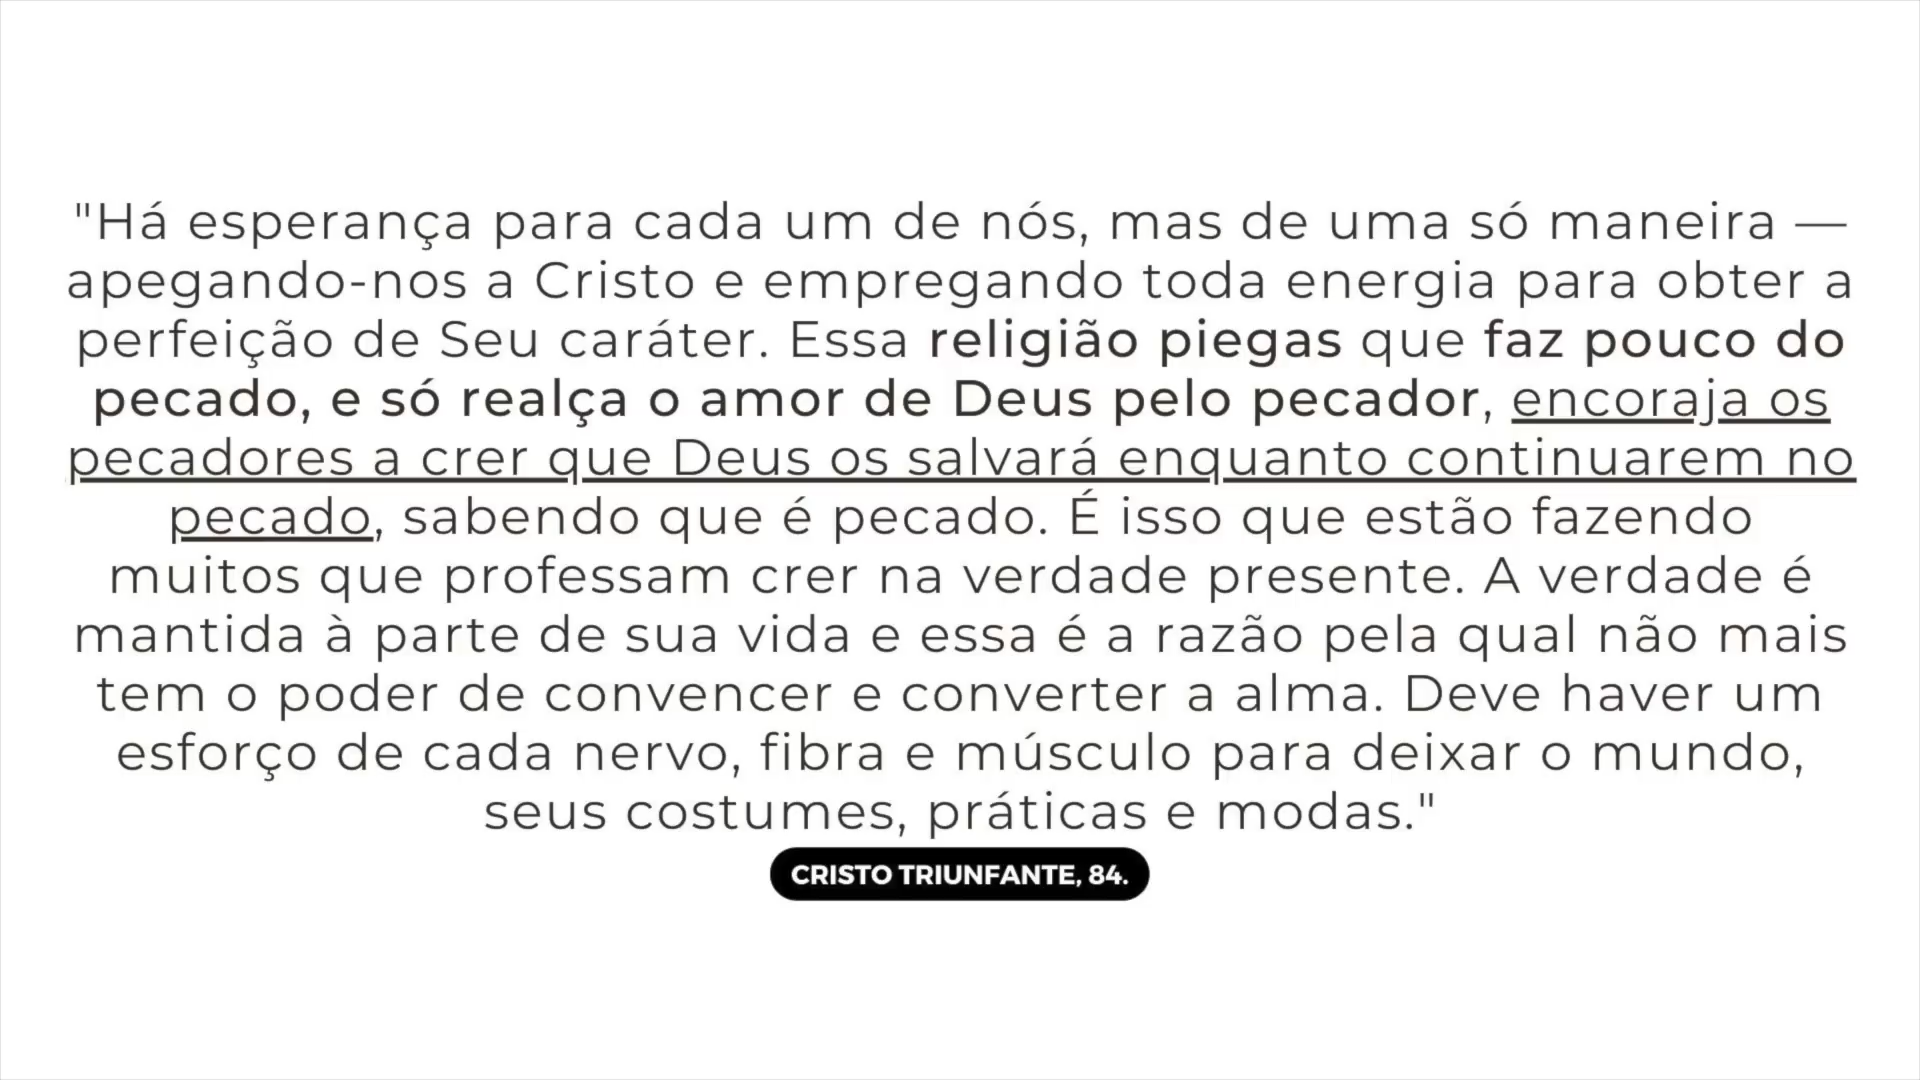 "Há esperança para cada um de nós, mas de uma só maneira —
apegando-nos a Cristo e empregando toda energia para obter a
perfeição de Seu caráter. Essa religião piegas que faz pouco do
pecado, e só realça o amor de Deus pelo pecador, encoraja os
pecadores a crer que Deus os salvará enquanto continuarem no
pecado, sabendo que é pecado. É isso que estão fazendo
muitos que professam crer na verdade presente. A verdade é
mantida à parte de sua vida e essa é a razão pela qual não mais
tem o poder de convencer e converter a alma. Deve haver um
esforço de cada nervo, fibra e músculo para deixar o mundo,
seus costumes, práticas e modas."
CRISTO TRIUNFANTE, 84.